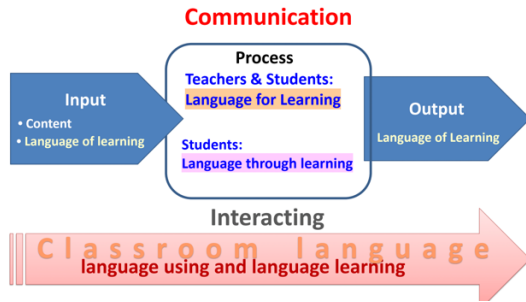 Communication
Input
• Content
• Language of learning
Process
Teachers & Students:
Language for Learning
Students:
Language through learning
Output
Language of Learning
Interacting
Classroom language
language using and language learning